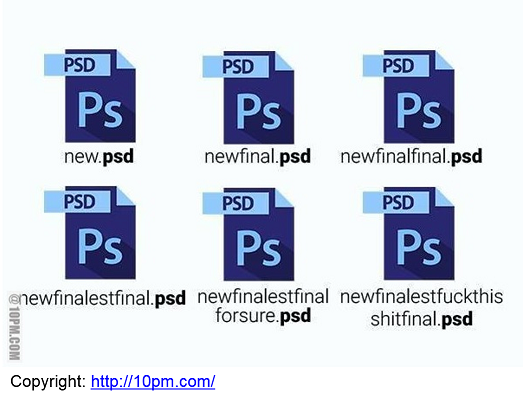 PSD PSD PSD
Ps Ps Ps
new.psd newfinal.psd newfinalfinal.psd
PSD PSD PSD
Ps Ps Ps
newfinalestfinal.psd newfinalestfinal newfinalestfuckthis
forsure.psd shitfinal.psd
@10PM.COM
Copyright: http://10pm.com/